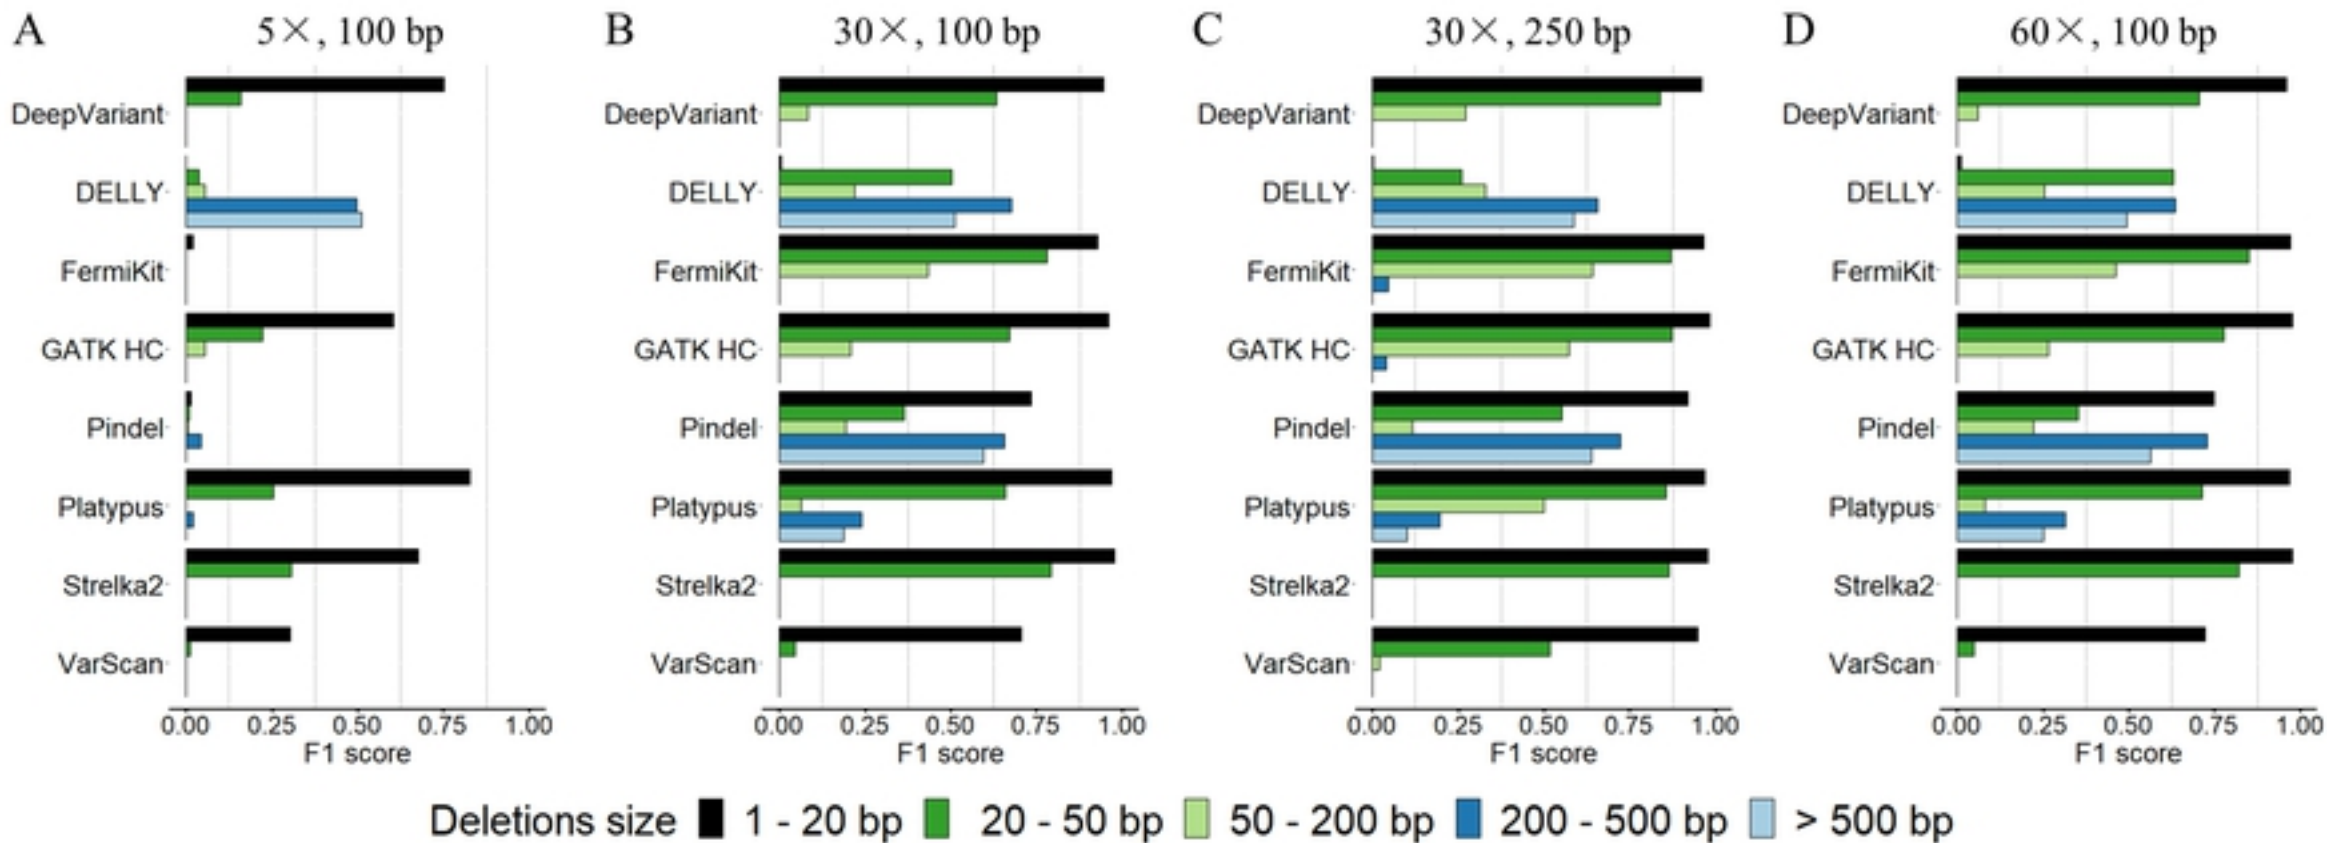 A 5×, 100 bp
DeepVariant
DELLY
FermiKit
GATK HC
Pindel
Platypus
Strelka2
VarScan
0.00 0.25 0.50 0.75 1.00
F1 score
B 30×, 100 bp
DeepVariant
DELLY
FermiKit
GATK HC
Pindel
Platypus
Strelka2
VarScan
0.00 0.25 0.50 0.75 1.00
F1 score
C 30×, 250 bp
DeepVariant
DELLY
FermiKit
GATK HC
Pindel
Platypus
Strelka2
VarScan
0.00 0.25 0.50 0.75 1.00
F1 score
D 60×, 100 bp
DeepVariant
DELLY
FermiKit
GATK HC
Pindel
Platypus
Strelka2
VarScan
0.00 0.25 0.50 0.75 1.00
F1 score
Deletions size 1 - 20 bp 20 - 50 bp 50 - 200 bp 200 - 500 bp > 500 bp